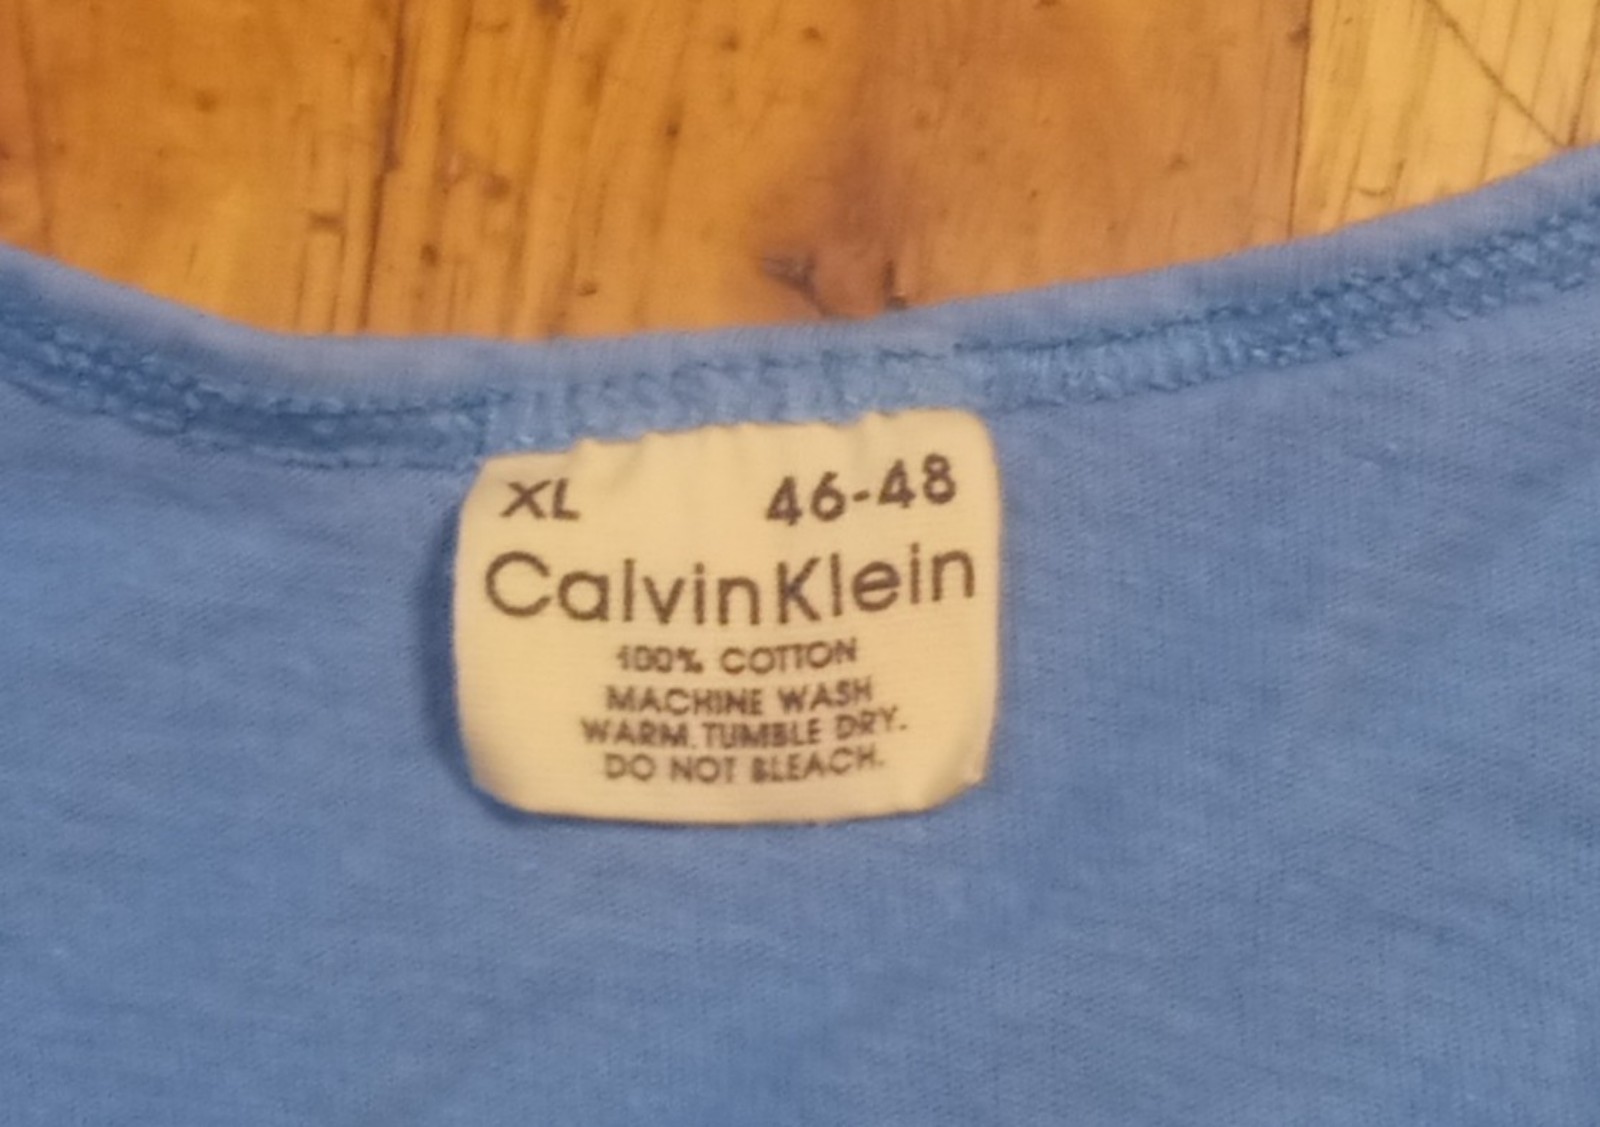 XL 46-48
CalvinKlein
100% COTTON
MACHINE WASH
WARM. TUMBLE DRY.
DO NOT BLEACH.